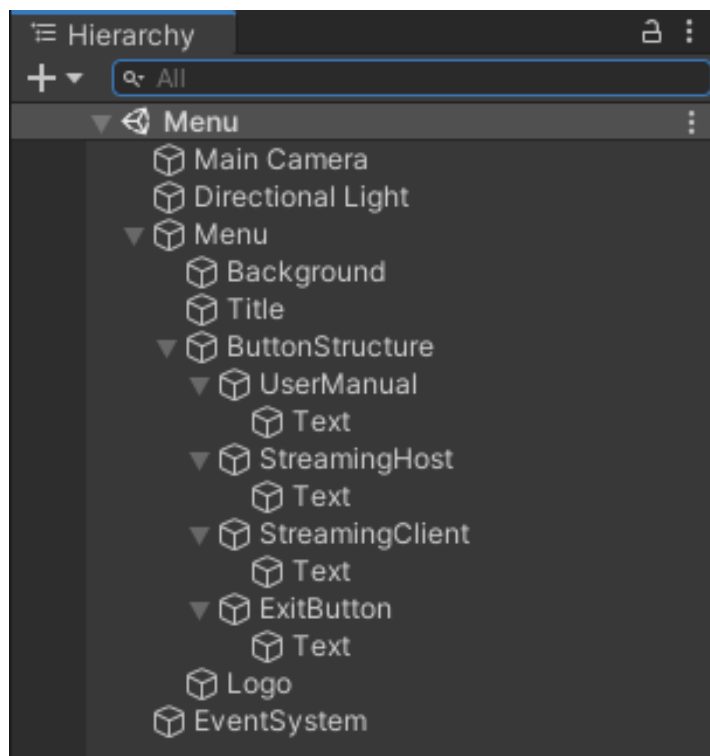 Hierarchy
All
Menu
Main Camera
Directional Light
Menu
Background
Title
ButtonStructure
UserManual
Text
StreamingHost
Text
StreamingClient
Text
ExitButton
Text
Logo
EventSystem